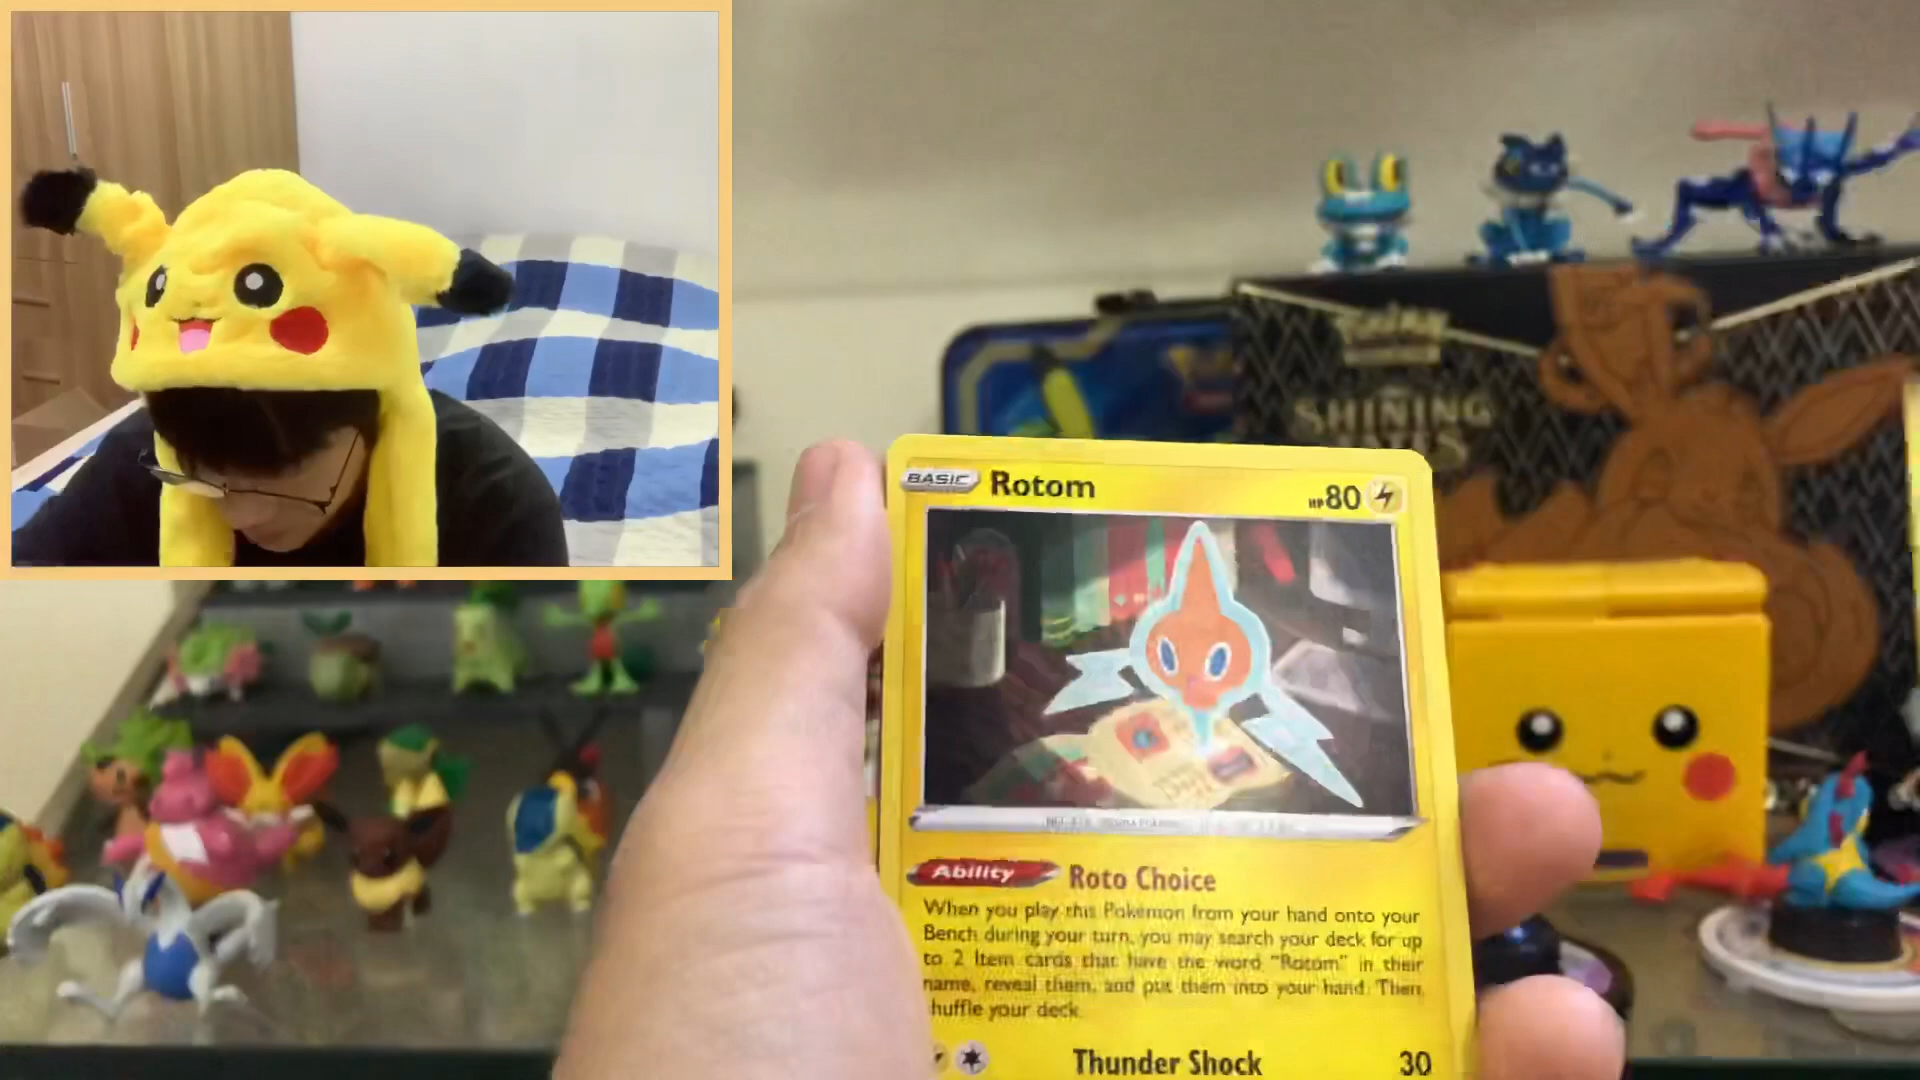 SHINING
FATES
BASIC Rotom HP80
Ability Roto Choice
When you play this Pokémon from your hand onto your
Bench during your turn, you may search your deck for up
to 2 Item cards that have the word "Rotom" in their
name, reveal them, and put them into your hand. Then,
huffle your deck.
Thunder Shock 30